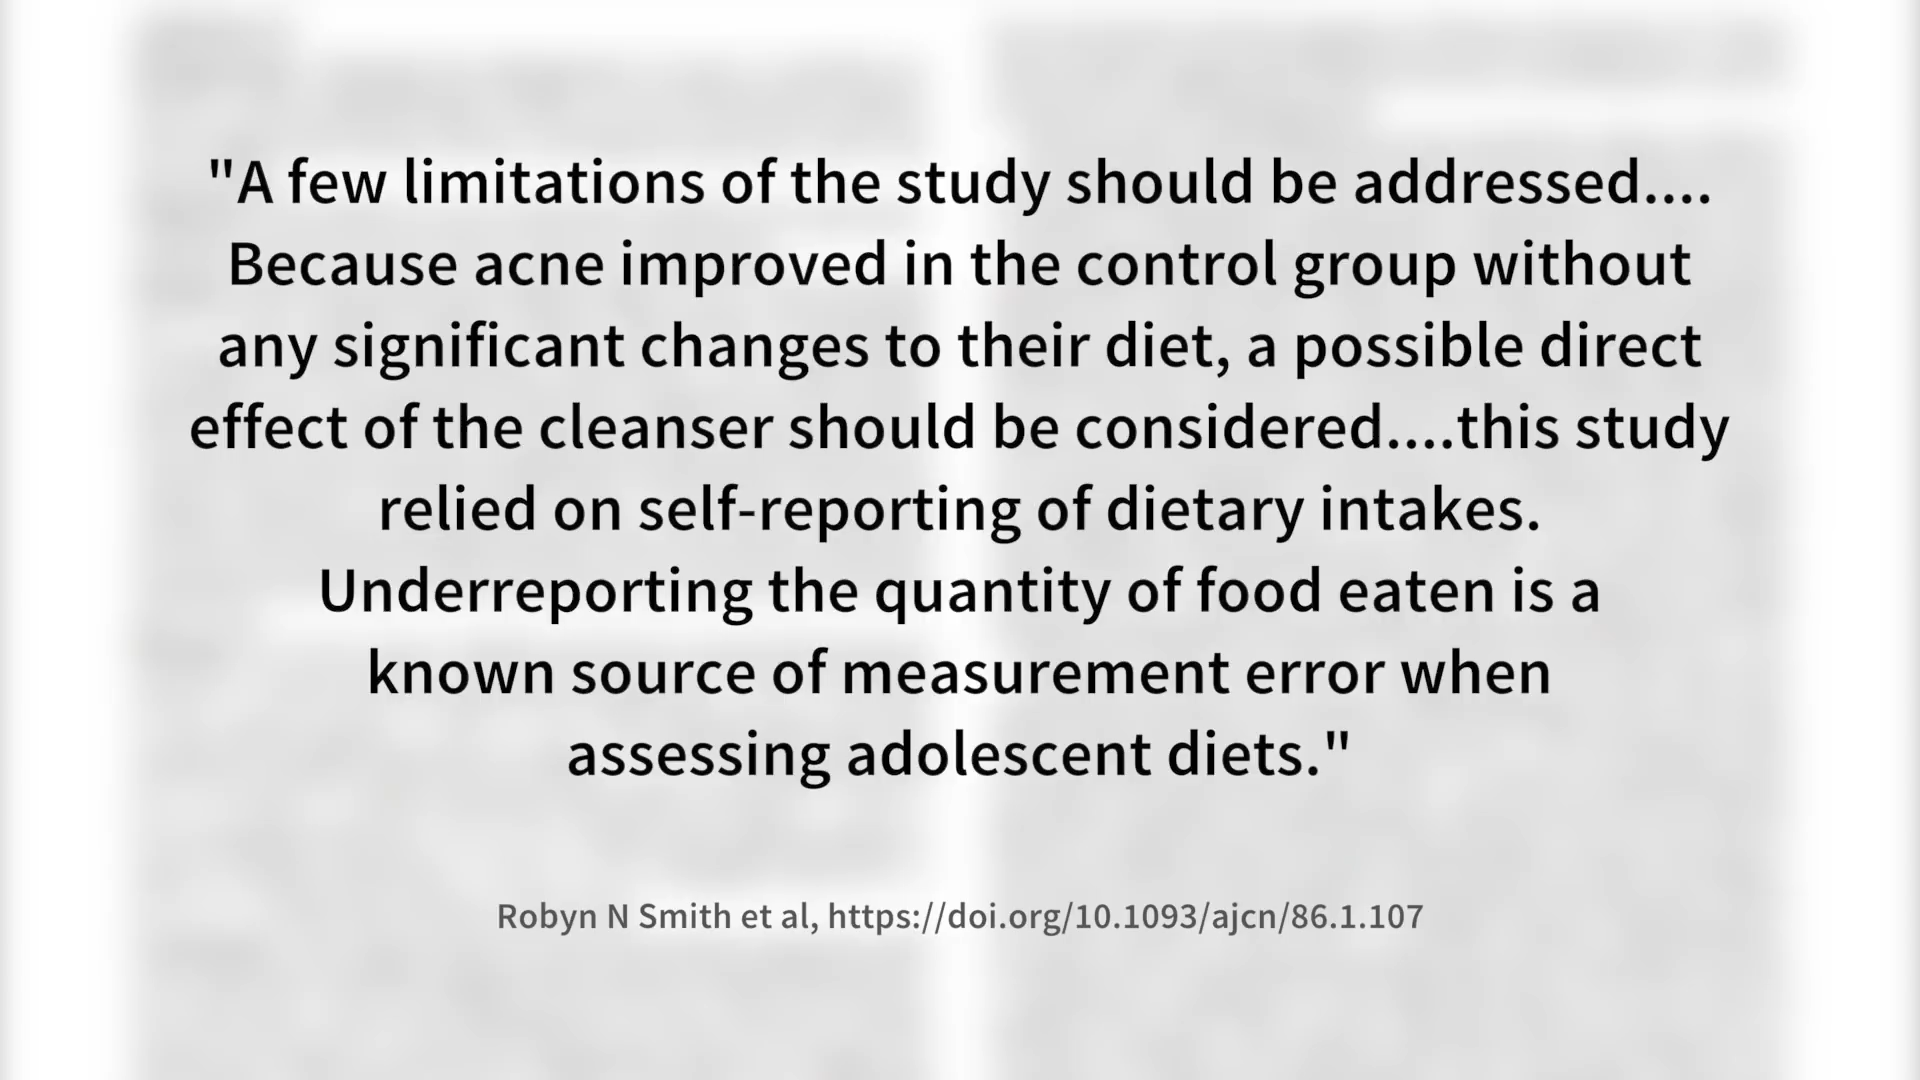 "A few limitations of the study should be addressed....
Because acne improved in the control group without
any significant changes to their diet, a possible direct
effect of the cleanser should be considered....this study
relied on self-reporting of dietary intakes.
Underreporting the quantity of food eaten is a
known source of measurement error when
assessing adolescent diets."
Robyn N Smith et al, https://doi.org/10.1093/ajcn/86.1.107